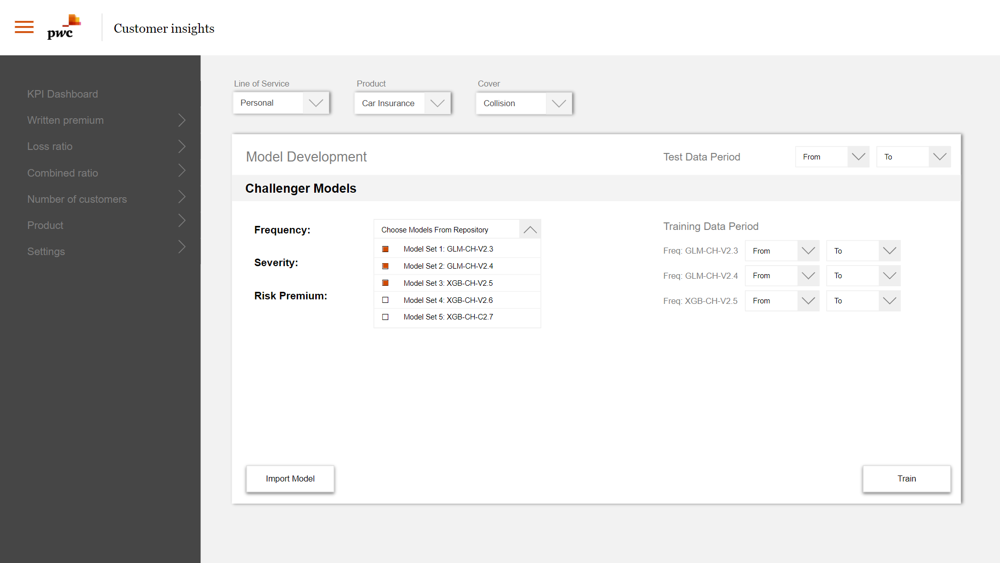 pwc
Customer insights
KPI Dashboard
Written premium
Loss ratio
Combined ratio
Number of customers
Product
Settings
Line of Service
Personal
Product
Car Insurance
Cover
Collision
Model Development
Test Data Period
From
To
Challenger Models
Frequency:
Severity:
Risk Premium:
Choose Models From Repository
Model Set 1: GLM-CH-V2.3
Model Set 2: GLM-CH-V2.4
Model Set 3: XGB-CH-V2.5
Model Set 4: XGB-CH-V2.6
Model Set 5: XGB-CH-C2.7
Training Data Period
Freq: GLM-CH-V2.3 From To
Freq: GLM-CH-V2.4 From To
Freq: XGB-CH-V2.5 From To
Import Model
Train